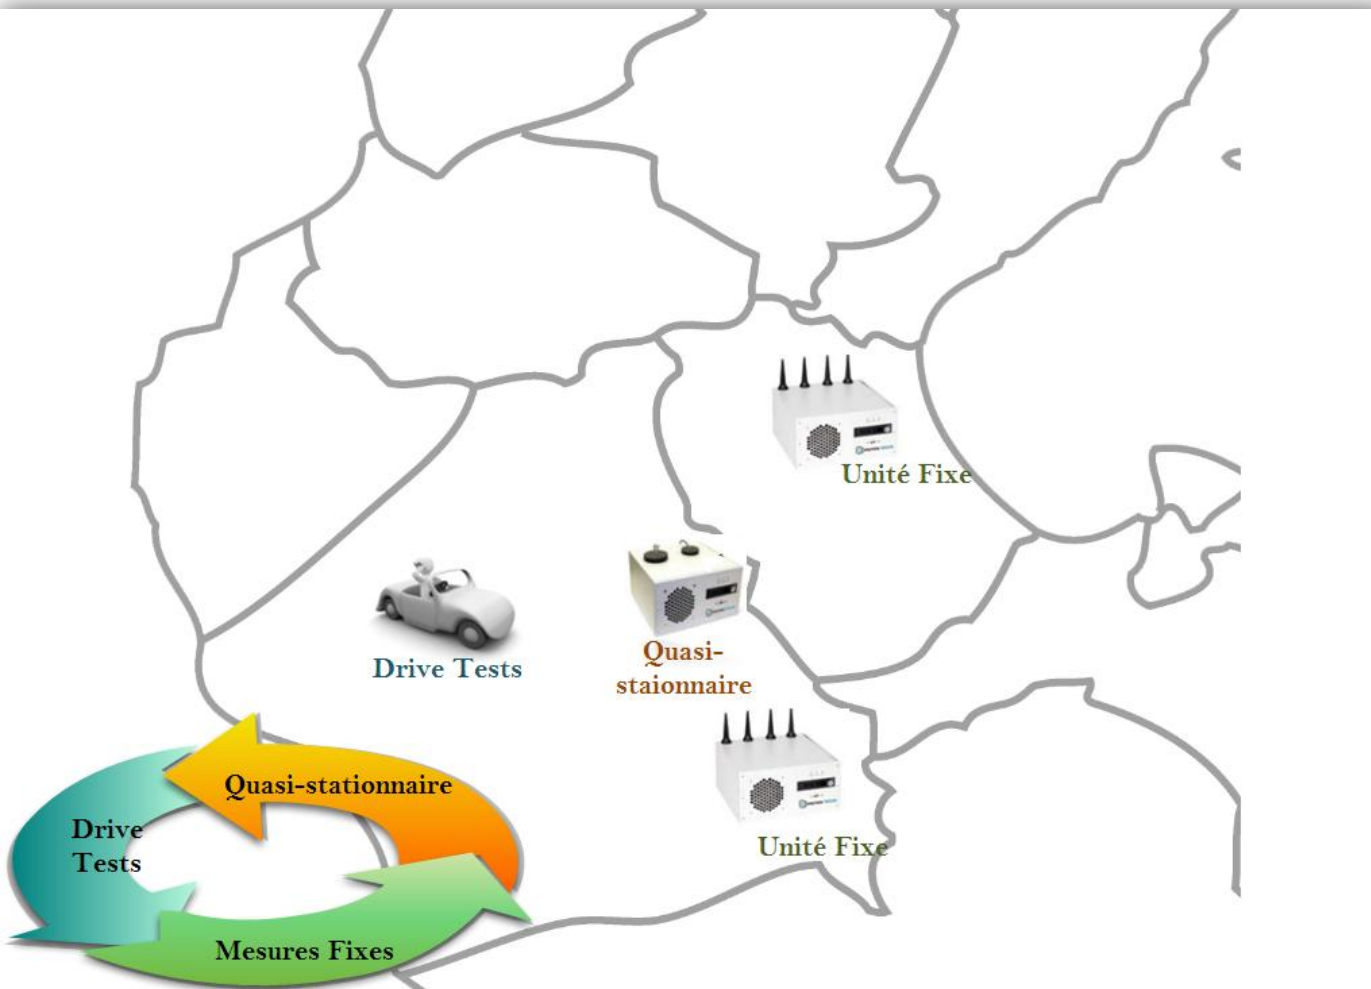 Unité Fixe
Drive Tests
Quasi-
staionnaire
Unité Fixe
Quasi-stationnaire
Drive
Tests
Mesures Fixes